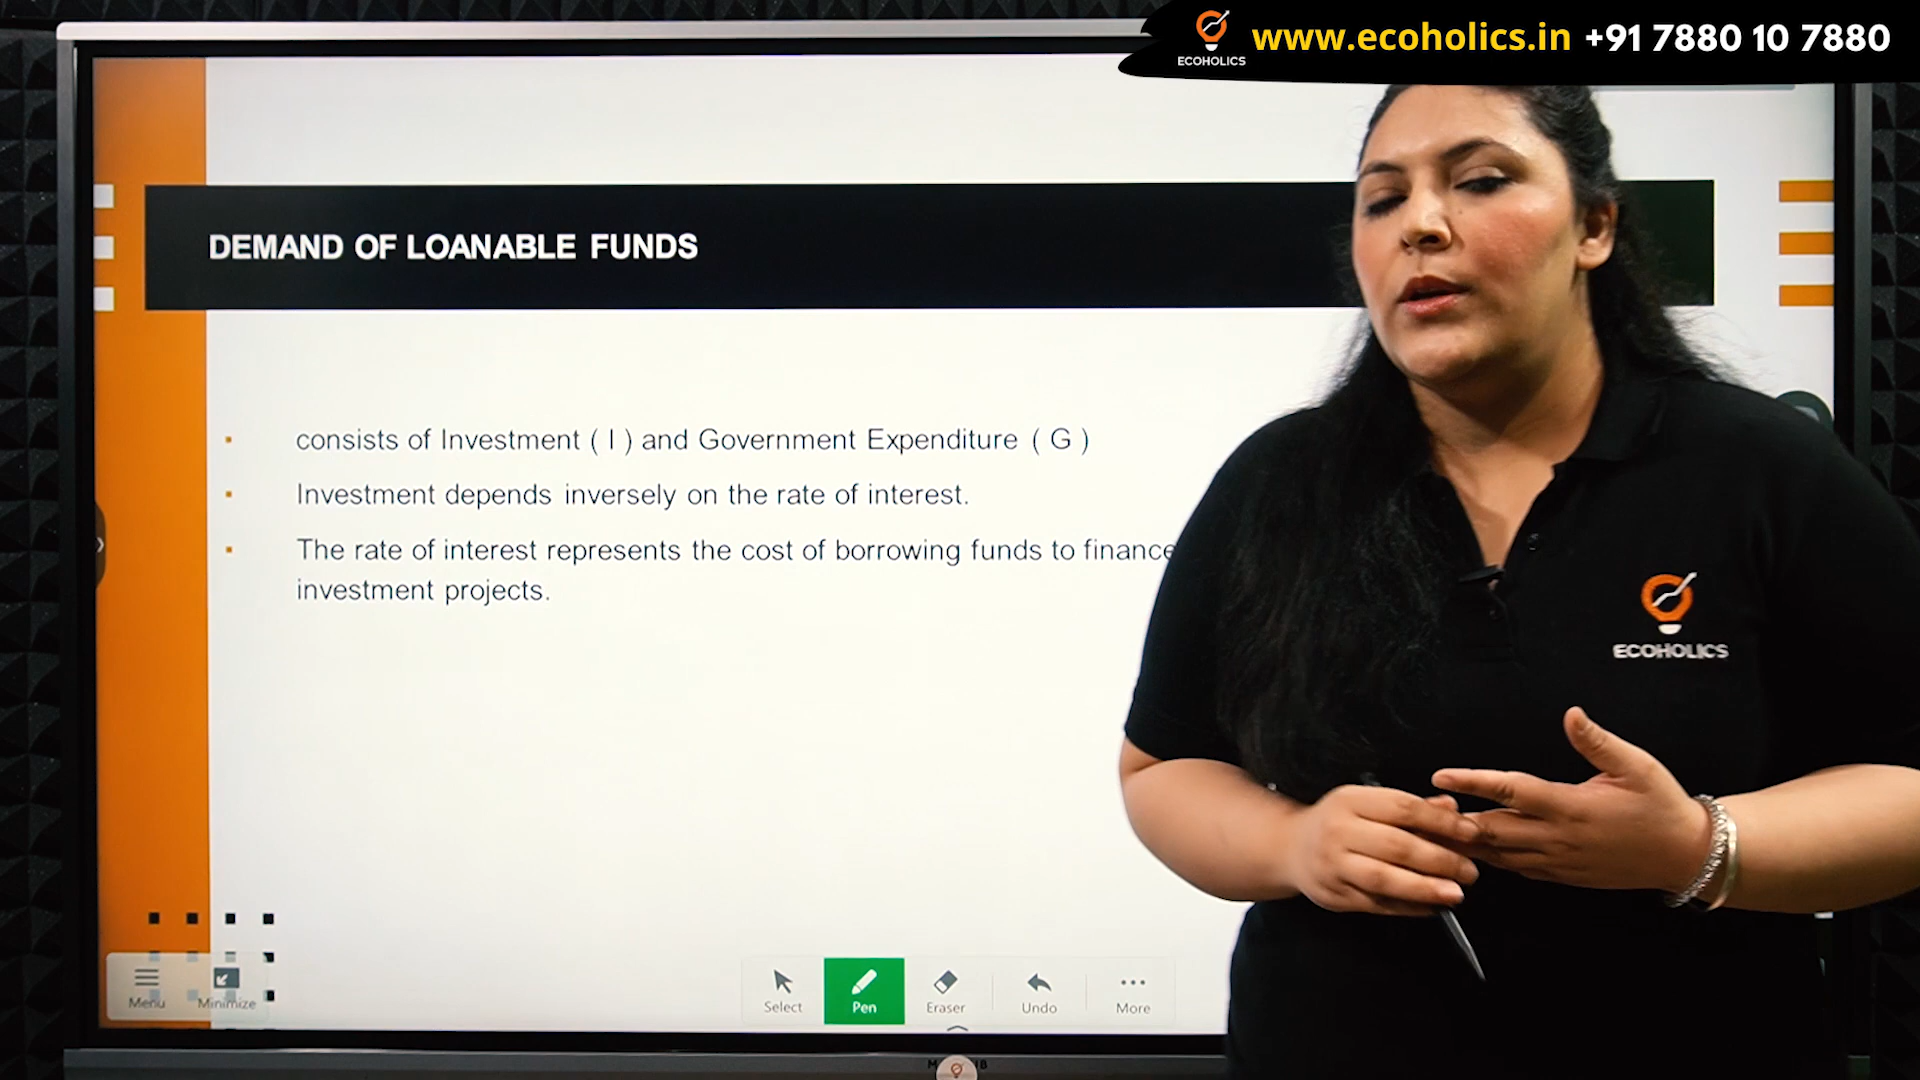 ECOHOLICS
www.ecoholics.in +91 7880 10 7880
DEMAND OF LOANABLE FUNDS
consists of Investment ( I ) and Government Expenditure ( G )
Investment depends inversely on the rate of interest.
The rate of interest represents the cost of borrowing funds to finance
investment projects.
ECOHOLICS
Menu
Minimize
Select
Pen
Eraser
Undo
More